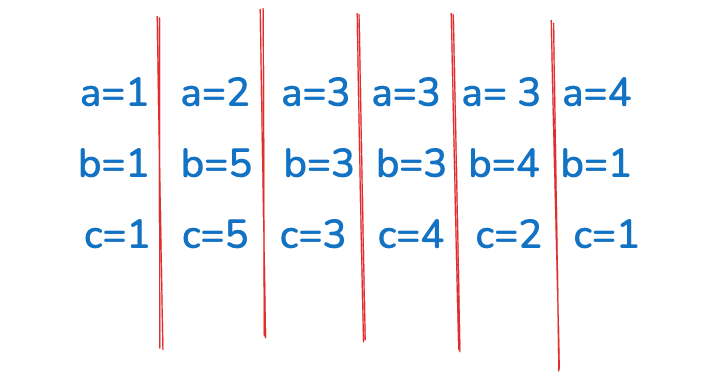 a=1 a=2 a=3 a=3 a= 3 a=4
b=1 b=5 b=3 b=3 b=4 b=1
c=1 c=5 c=3 c=4 c=2 c=1